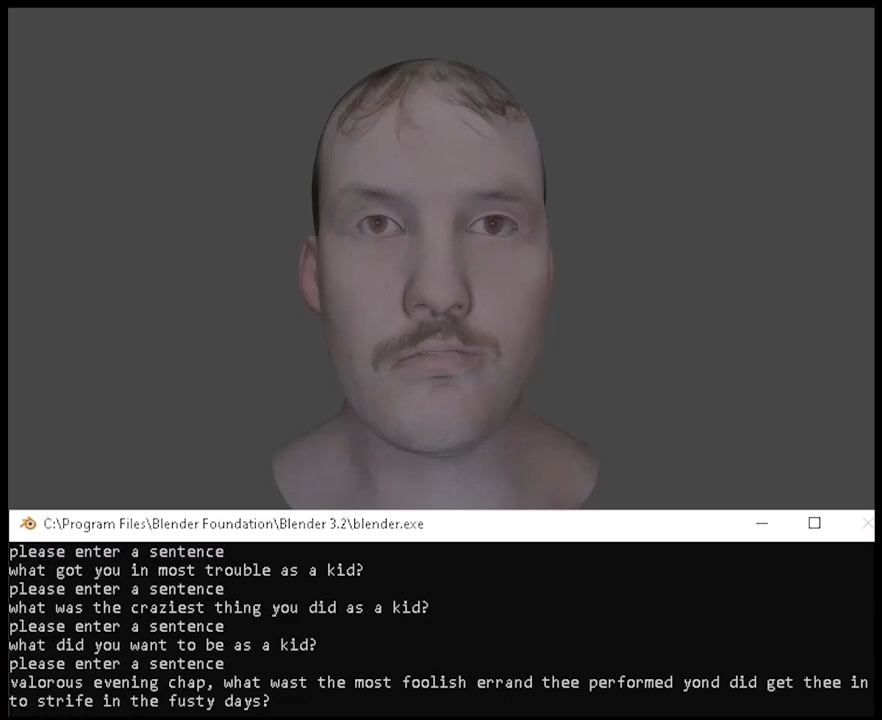 C:\Program Files\Blender Foundation\Blender 3.2\blender.exe
please enter a sentence
what got you in most trouble as a kid?
please enter a sentence
what was the craziest thing you did as a kid?
please enter a sentence
what did you want to be as a kid?
please enter a sentence
valorous evening chap, what wast the most foolish errand thee performed yond did get thee in
to strife in the fusty days?